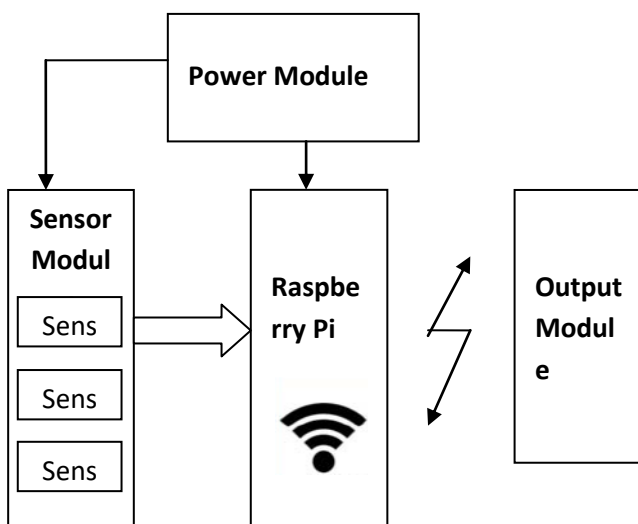 Power Module
Sensor
Modul
Sens
Sens
Sens
Raspbe
rry Pi
Output
Modul
e